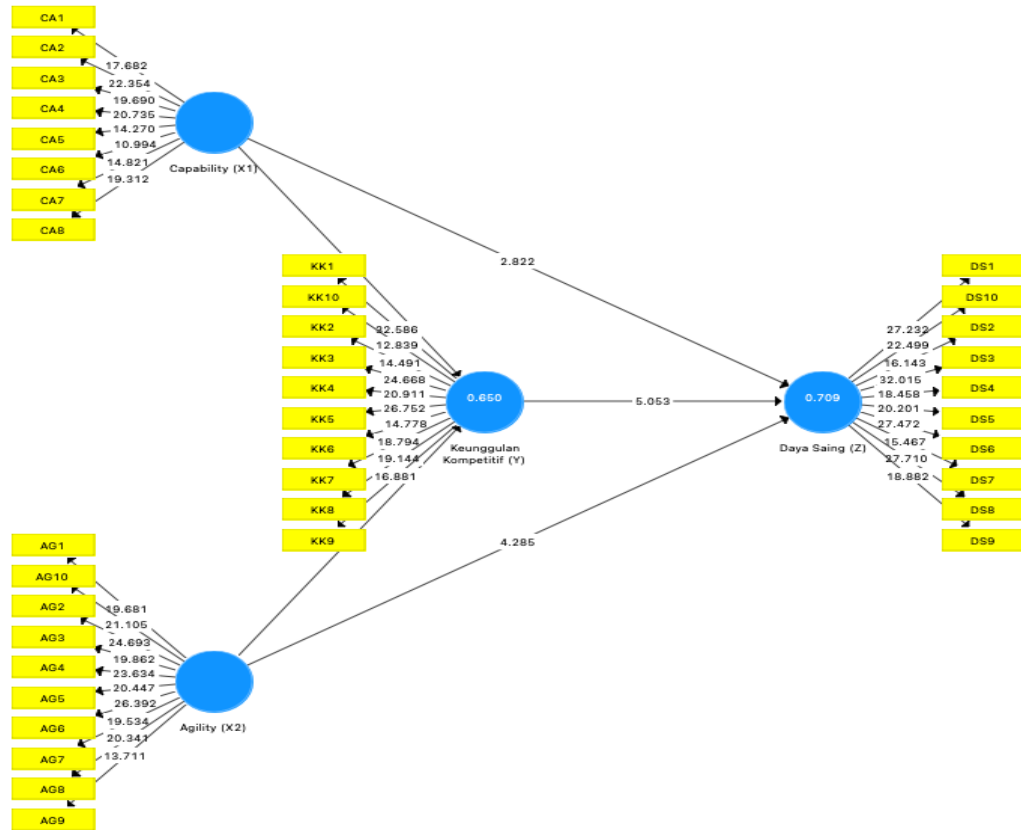 CA1
CA2
CA3
CA4
CA5
CA6
CA7
CA8
17.682
22.354
19.690
20.735
14.270
10.994
14.821
19.312
Capability (X1)
2.822
KK1
KK10
KK2
KK3
KK4
KK5
KK6
KK7
KK8
KK9
12.839
14.491
24.668
20.911
26.752
14.778
18.794
19.144
16.881
0.650
Keunggulan
Kompetitif (Y)
5.053
0.709
Daya Saing (Z)
27.232
22.499
16.143
32.015
18.458
20.201
27.472
15.467
27.710
18.882
DS1
DS10
DS2
DS3
DS4
DS5
DS6
DS7
DS8
DS9
4.285
AG1
AG10
AG2
AG3
AG4
AG5
AG6
AG7
AG8
AG9
19.681
21.105
24.693
19.862
23.634
20.447
26.392
19.534
20.341
13.711
Agility (X2)